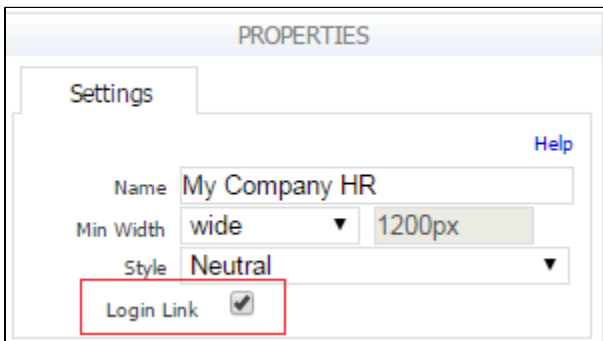 PROPERTIES
Settings
Help
Name My Company HR
Min Width wide 1200px
Style Neutral
Login Link